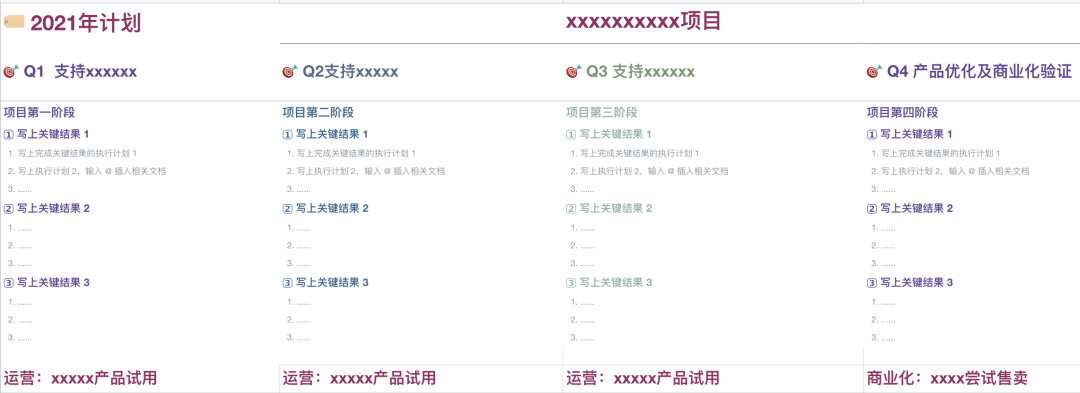 2021年计划
xxxxxxxxxx项目
Q1 支持xxxxxx
项目第一阶段
① 写上关键结果 1
1. 写上完成关键结果的执行计划 1
2. 写上执行计划 2，输入 @ 插入相关文档
3. ......
② 写上关键结果 2
1. ......
2. ......
3. ......
③ 写上关键结果 3
1. ......
2. ......
3. ......
运营：xxxxx产品试用
Q2支持xxxxx
项目第二阶段
① 写上关键结果 1
1. 写上完成关键结果的执行计划 1
2. 写上执行计划 2，输入 @ 插入相关文档
3. ......
② 写上关键结果 2
1. ......
2. ......
3. ......
③ 写上关键结果 3
1. ......
2. ......
3. ......
运营：xxxxx产品试用
Q3 支持xxxxxx
项目第三阶段
① 写上关键结果 1
1. 写上完成关键结果的执行计划 1
2. 写上执行计划 2，输入 @ 插入相关文档
3. ......
② 写上关键结果 2
1. ......
2. ......
3. ......
③ 写上关键结果 3
1. ......
2. ......
3. ......
运营：xxxxx产品试用
Q4 产品优化及商业化验证
项目第四阶段
① 写上关键结果 1
1. 写上完成关键结果的执行计划 1
2. 写上执行计划 2，输入 @ 插入相关文档
3. ......
② 写上关键结果 2
1. ......
2. ......
3. ......
③ 写上关键结果 3
1. ......
2. ......
3. ......
商业化：xxxx尝试售卖